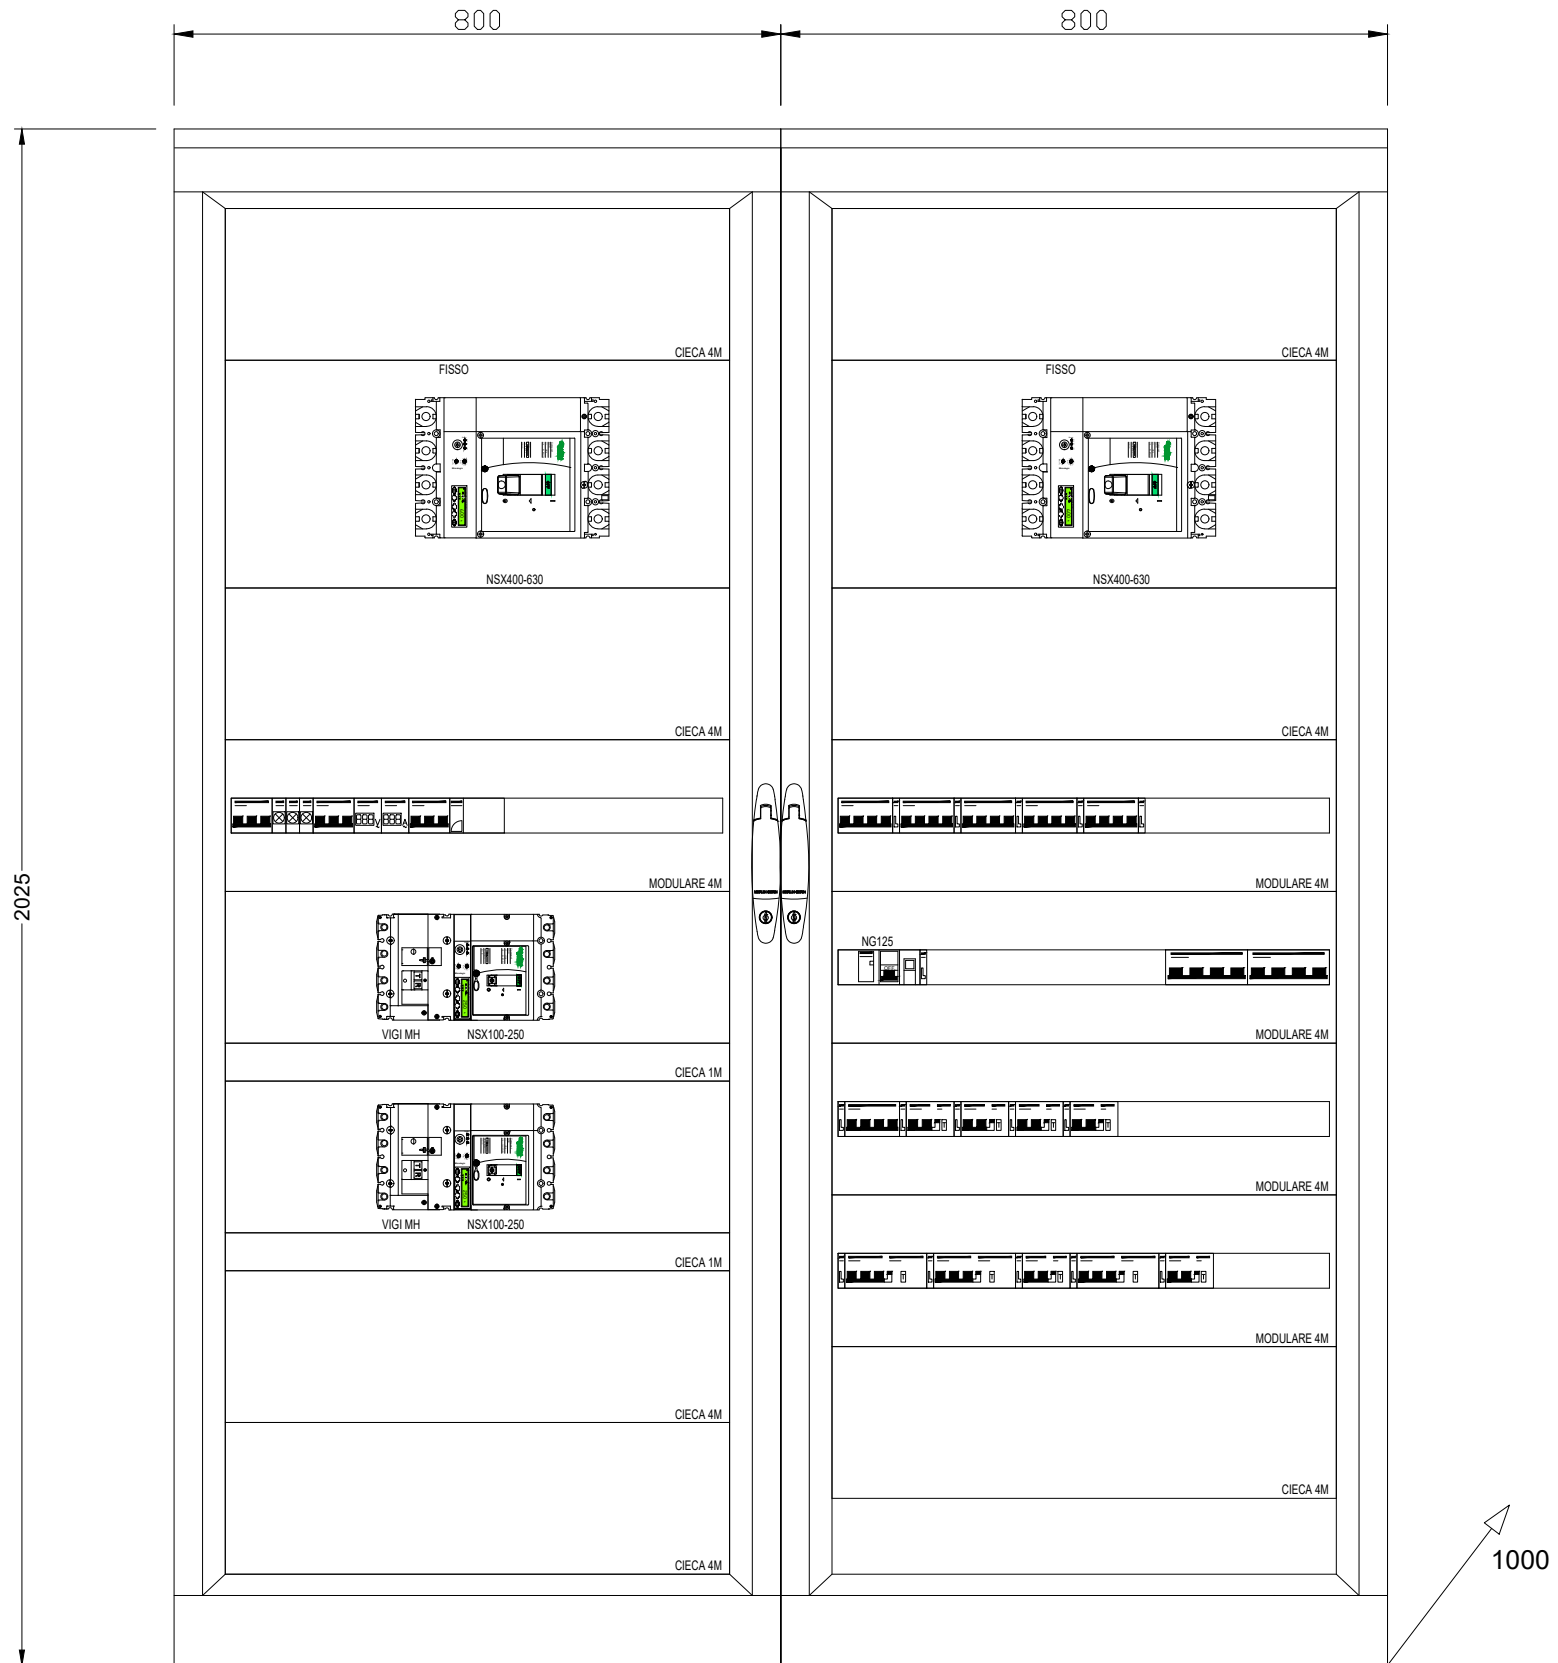 800
800
CIECA 4M
CIECA 4M
FISSO
FISSO
NSX400-630
NSX400-630
CIECA 4M
CIECA 4M
MODULARE 4M
MODULARE 4M
2025
NG125
VIGI MH
NSX100-250
MODULARE 4M
CIECA 1M
MODULARE 4M
VIGI MH
NSX100-250
CIECA 1M
MODULARE 4M
CIECA 4M
CIECA 4M
1000
CIECA 4M